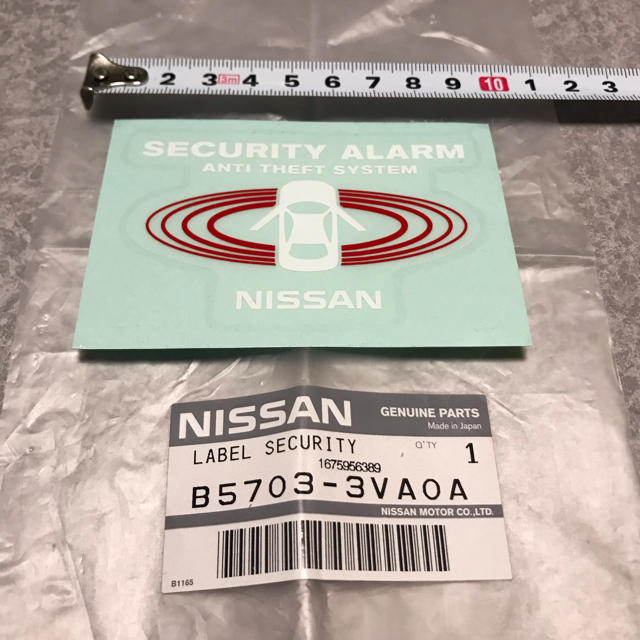 2 3 3m 4 5 6 7 8 9 10 1 2 3
SECURITY ALARM
ANTI THEFT SYSTEM
NISSAN
NISSAN GENUINE PARTS
Made in Japan
LABEL SECURITY Q'TY 1
1675956389
B5703-3VA0A
NISSAN MOTOR CO.,LTD.
B1165